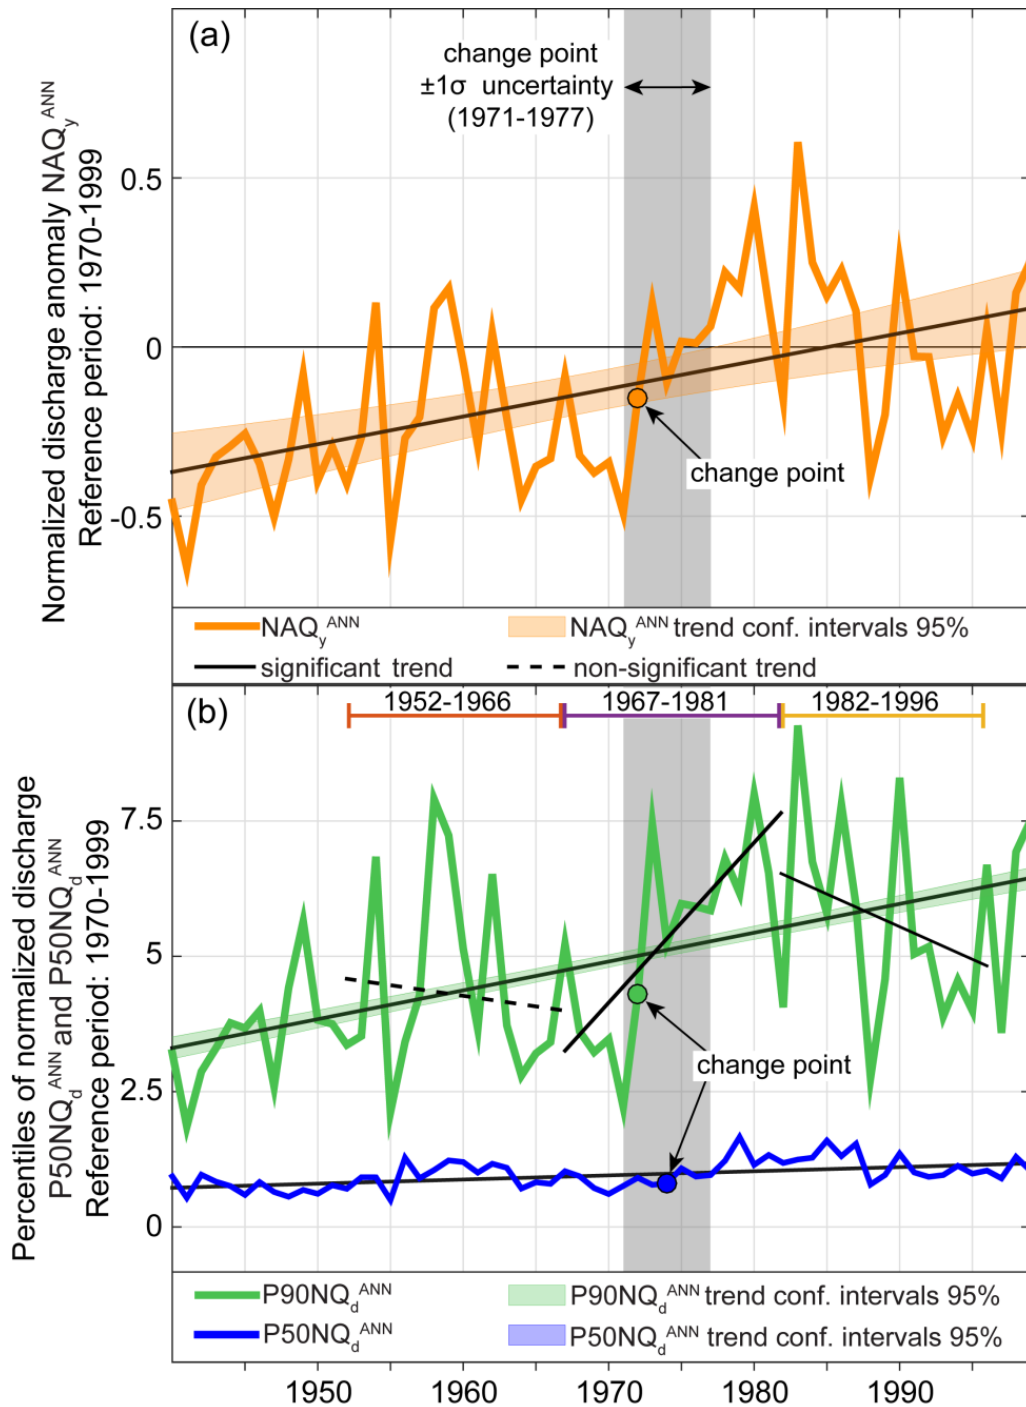 (a)
change point
±1σ uncertainty
(1971-1977)
Normalized discharge anomaly NAQ_y^ANN
Reference period: 1970-1999
0.5
0
-0.5
change point
NAQ_y^ANN
NAQ_y^ANN trend conf. intervals 95%
significant trend
non-significant trend
(b)
1952-1966
1967-1981
1982-1996
Percentiles of normalized discharge
P50NQ_d^ANN and P50NQ_d^ANN
Reference period: 1970-1999
7.5
5
2.5
0
change point
P90NQ_d^ANN
P90NQ_d^ANN trend conf. intervals 95%
P50NQ_d^ANN
P50NQ_d^ANN trend conf. intervals 95%
1950
1960
1970
1980
1990